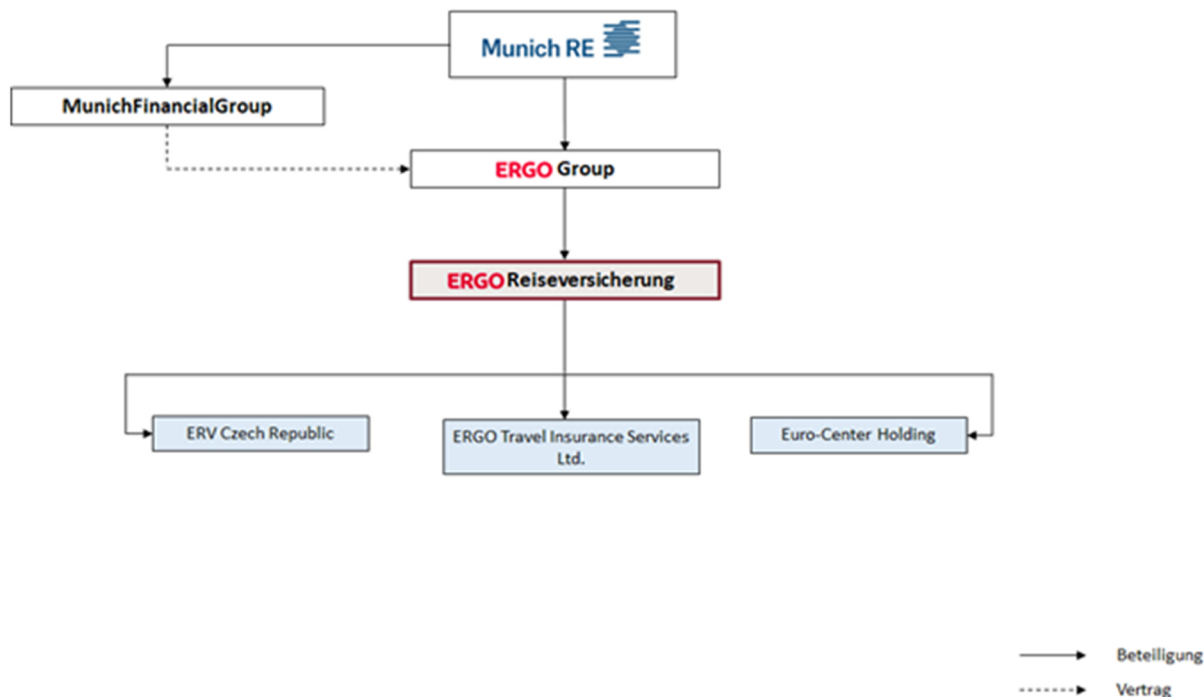 Munich RE
MunichFinancialGroup
ERGO Group
ERGO Reiseversicherung
ERV Czech Republic
ERGO Travel Insurance Services
Ltd.
Euro-Center Holding
Beteiligung
Vertrag